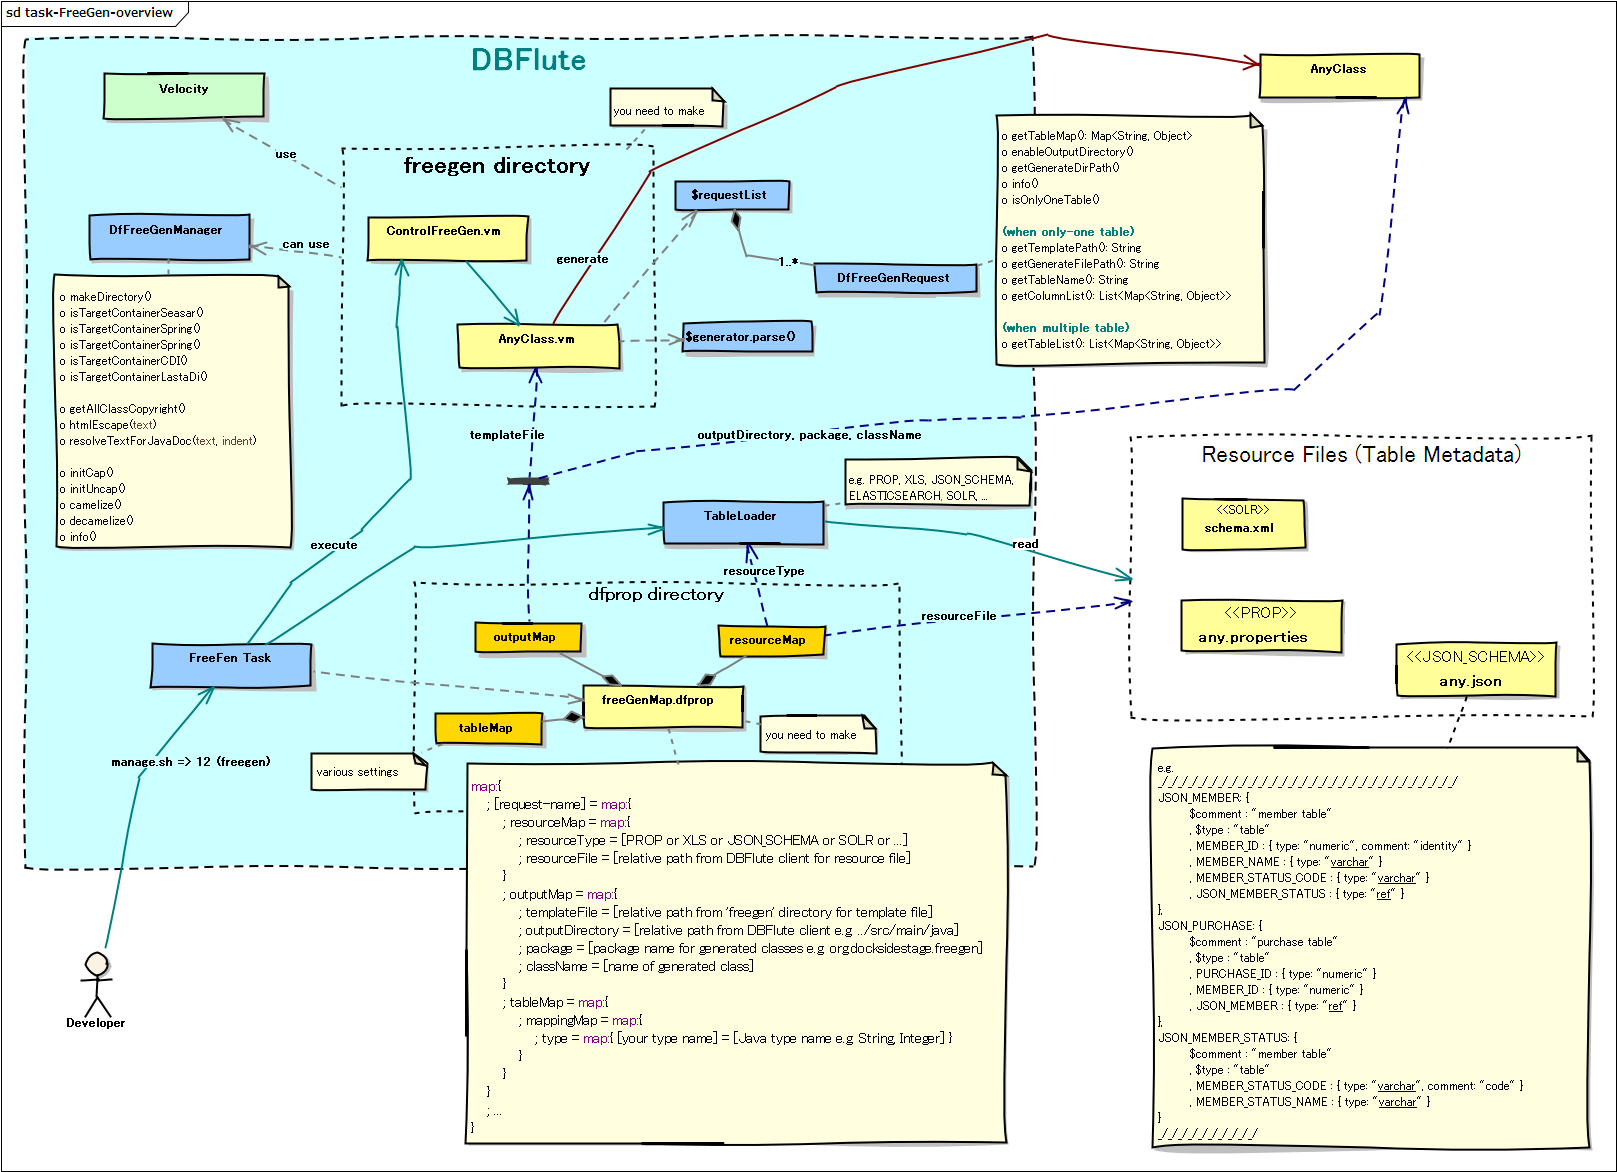 sd task-FreeGen-overview
DBFlute
Velocity
use
you need to make
AnyClass
freegen directory
ControlFreeGen.vm
$requestList
generate
1..*
DfFreeGenRequest
AnyClass.vm
$generator.parse()
DfFreeGenManager
can use
o makeDirectory()
o isTargetContainerSeasar()
o isTargetContainerSpring()
o isTargetContainerSpring()
o isTargetContainerCDI()
o isTargetContainerLastaDi()
o getAllClassCopyright()
o htmlEscape(text)
o resolveTextForJavaDoc(text, indent)
o initCap()
o initUncap()
o camelize()
o decamelize()
o info()
o getTableMap(): Map<String, Object>
o enableOutputDirectory()
o getGenerateDirPath()
o info()
o isOnlyOneTable()
(when only-one table)
o getTemplatePath(): String
o getGenerateFilePath(): String
o getTableName(): String
o getColumnList(): List<Map<String, Object>>
(when multiple table)
o getTableList(): List<Map<String, Object>>
templateFile
outputDirectory, package, className
e.g. PROP, XLS, JSON_SCHEMA,
ELASTICSEARCH, SOLR, ...
TableLoader
execute
read
resourceType
resourceFile
Resource Files (Table Metadata)
<<SOLR>>
schema.xml
<<PROP>>
any.properties
<<JSON_SCHEMA>>
any.json
dfprop directory
outputMap
resourceMap
FreeFen Task
freeGenMap.dfprop
tableMap
you need to make
various settings
manage.sh => 12 (freegen)
Developer
map:{
; [request-name] = map:{
; resourceMap = map:{
; resourceType = [PROP or XLS or JSON_SCHEMA or SOLR or ...]
; resourceFile = [relative path from DBFlute client for resource file]
}
; outputMap = map:{
; templateFile = [relative path from 'freegen' directory for template file]
; outputDirectory = [relative path from DBFlute client e.g. ../src/main/java]
; package = [package name for generated classes e.g. org.docksidestage.freegen]
; className = [name of generated class]
}
; tableMap = map:{
; mappingMap = map:{
; type = map:{ [your type name] = [Java type name e.g. String, Integer] }
}
}
}
; ...
}
e.g.
_/_/_/_/_/_/_/_/_/_/_/_/_/_/_/_/_/_/_/_/_/_/_/_/_/_/_/_/_/_/
JSON_MEMBER: {
$comment : "member table"
, $type : "table"
, MEMBER_ID : { type: "numeric", comment: "identity" }
, MEMBER_NAME : { type: "varchar" }
, MEMBER_STATUS_CODE : { type: "varchar" }
, JSON_MEMBER_STATUS : { type: "ref" }
},
JSON_PURCHASE: {
$comment : "purchase table"
, $type : "table"
, PURCHASE_ID : { type: "numeric" }
, MEMBER_ID : { type: "numeric" }
, JSON_MEMBER : { type: "ref" }
},
JSON_MEMBER_STATUS: {
$comment : "member table"
, $type : "table"
, MEMBER_STATUS_CODE : { type: "varchar", comment: "code" }
, MEMBER_STATUS_NAME : { type: "varchar" }
}
_/_/_/_/_/_/_/_/_/_/